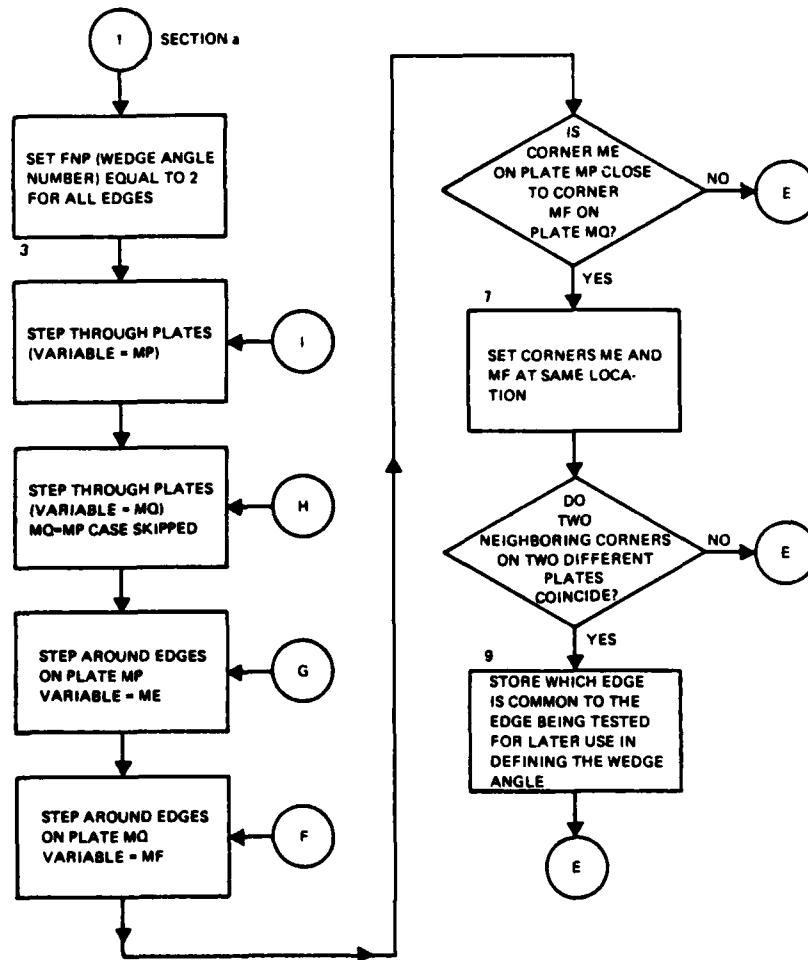 1
SECTION a
SET FNP (WEDGE ANGLE
NUMBER) EQUAL TO 2
FOR ALL EDGES
3
STEP THROUGH PLATES
(VARIABLE = MP)
I
STEP THROUGH PLATES
(VARIABLE = MQ)
MQ=MP CASE SKIPPED
H
STEP AROUND EDGES
ON PLATE MP
VARIABLE = ME
G
STEP AROUND EDGES
ON PLATE MQ
VARIABLE = MF
F
IS
CORNER ME
ON PLATE MP CLOSE
TO CORNER
MF ON
PLATE MQ?
NO
E
YES
7
SET CORNERS ME AND
MF AT SAME LOCA-
TION
DO
TWO
NEIGHBORING CORNERS
ON TWO DIFFERENT
PLATES
COINCIDE?
NO
E
YES
9
STORE WHICH EDGE
IS COMMON TO THE
EDGE BEING TESTED
FOR LATER USE IN
DEFINING THE WEDGE
ANGLE
E